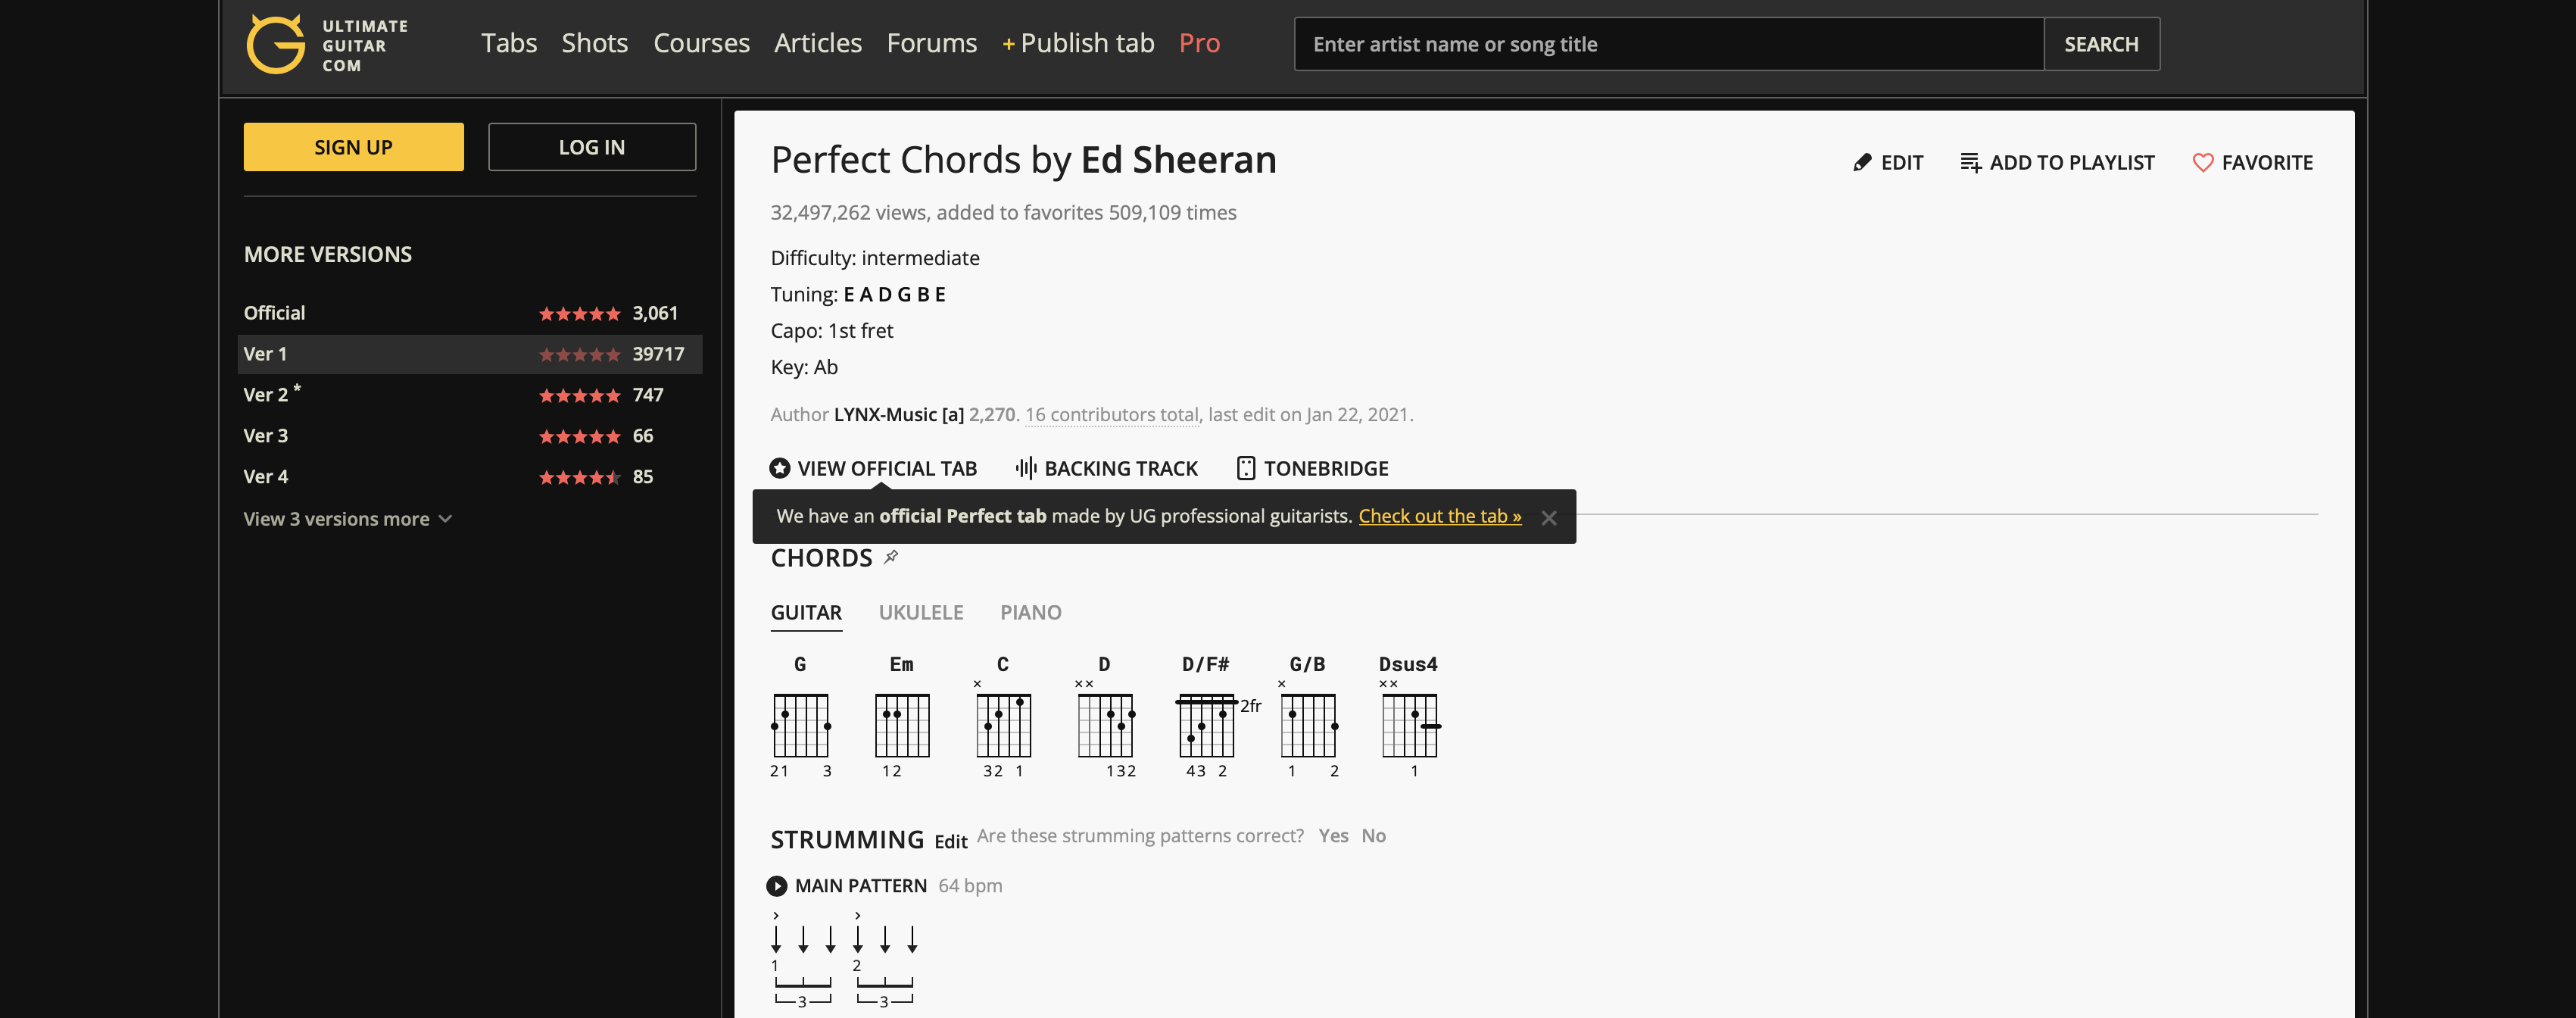 ULTIMATE
GUITAR
COM
Tabs Shots Courses Articles Forums + Publish tab Pro
Enter artist name or song title
SEARCH
SIGN UP LOG IN
MORE VERSIONS
Official 3,061
Ver 1 39717
Ver 2 * 747
Ver 3 66
Ver 4 85
View 3 versions more
Perfect Chords by Ed Sheeran
EDIT ADD TO PLAYLIST FAVORITE
32,497,262 views, added to favorites 509,109 times
Difficulty: intermediate
Tuning: E A D G B E
Capo: 1st fret
Key: Ab
Author LYNX-Music [a] 2,270. 16 contributors total, last edit on Jan 22, 2021.
VIEW OFFICIAL TAB BACKING TRACK TONEBRIDGE
We have an official Perfect tab made by UG professional guitarists. Check out the tab » ×
CHORDS
GUITAR UKULELE PIANO
G Em C D D/F# G/B Dsus4
× ×× × ××
2fr
21 3 12 32 1 132 43 2 1 2 1
STRUMMING Edit Are these strumming patterns correct? Yes No
MAIN PATTERN 64 bpm
> >
1 2
3 3